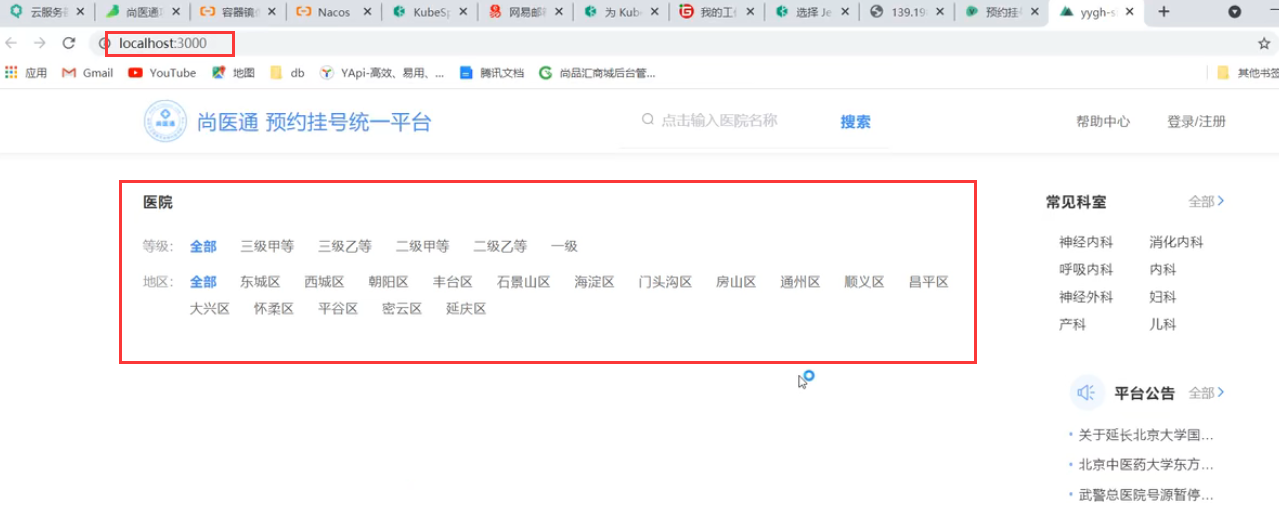 云服务 尚医通 容器镜 Nacos KubeSp 网易邮 为 Kub 我的工 选择 Je 139.19 预约挂 yygh-s
localhost:3000
应用 Gmail YouTube 地图 db YApi-高效、易用、... 腾讯文档 尚品汇商城后台管... 其他书签
尚医通 预约挂号统一平台 点击输入医院名称 搜索 帮助中心 登录/注册
医院
等级: 全部 三级甲等 三级乙等 二级甲等 二级乙等 一级
地区: 全部 东城区 西城区 朝阳区 丰台区 石景山区 海淀区 门头沟区 房山区 通州区 顺义区 昌平区
大兴区 怀柔区 平谷区 密云区 延庆区
常见科室 全部
神经内科 消化内科
呼吸内科 内科
神经外科 妇科
产科 儿科
平台公告 全部
关于延长北京大学国...
北京中医药大学东方...
武警总医院号源暂停...